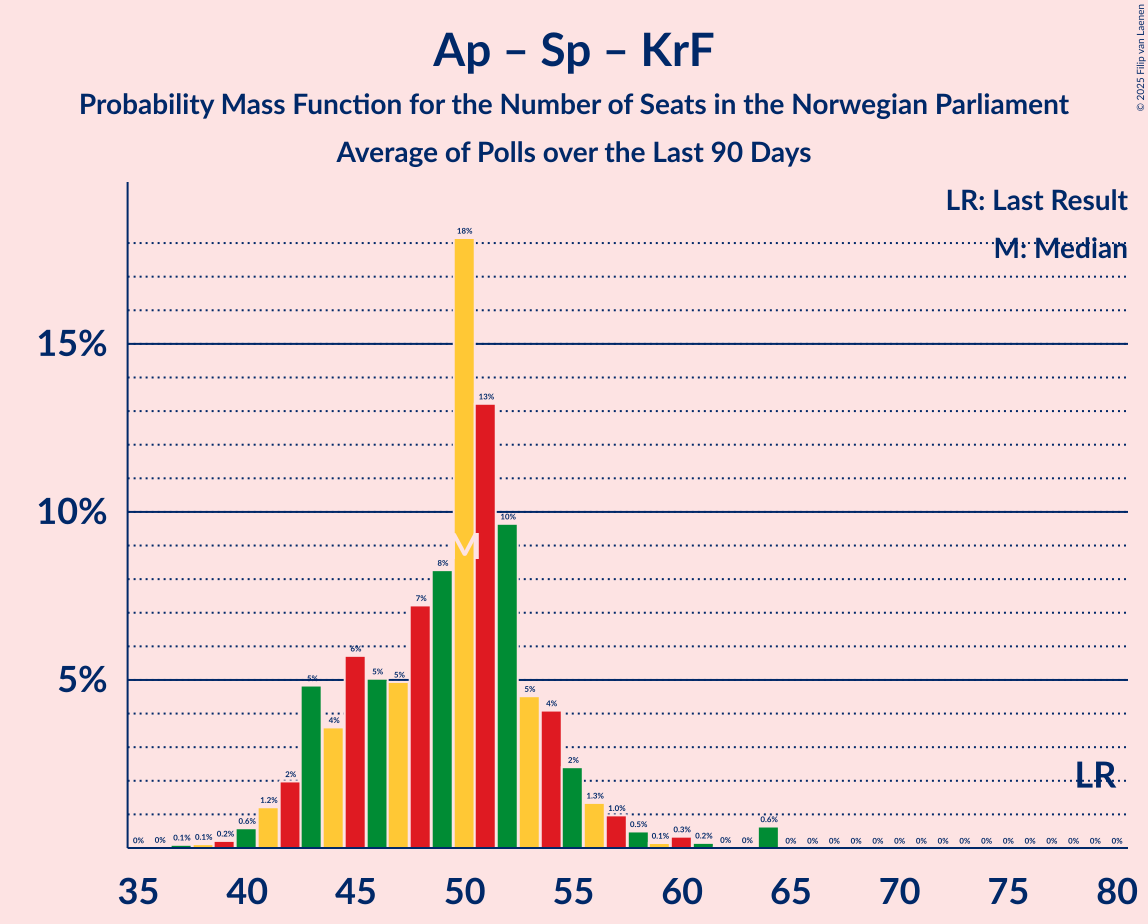 Ap – Sp – KrF
Probability Mass Function for the Number of Seats in the Norwegian Parliament
Average of Polls over the Last 90 Days
© 2025 Filip van Laenen
LR: Last Result
M: Median
15%
10%
5%
0% 0% 0.1% 0.1% 0.2% 0.6% 1.2% 2% 5% 4% 6% 5% 5% 7% 8% 18% 13% 10% 5% 4% 2% 1.3% 1.0% 0.5% 0.1% 0.3% 0.2% 0% 0% 0.6% 0% 0% 0% 0% 0% 0% 0% 0% 0% 0% 0% 0% 0% 0% 0% 0%
M
LR
35 40 45 50 55 60 65 70 75 80